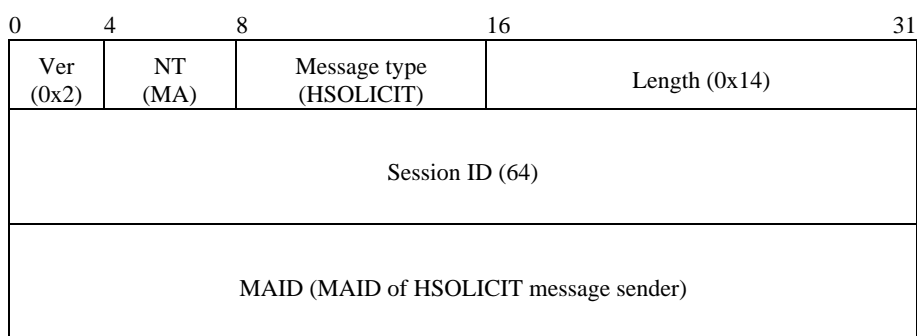 0 4 8 16 31
Ver NT Message type Length (0x14)
(0x2) (MA) (HSOLICIT)
Session ID (64)
MAID (MAID of HSOLICIT message sender)